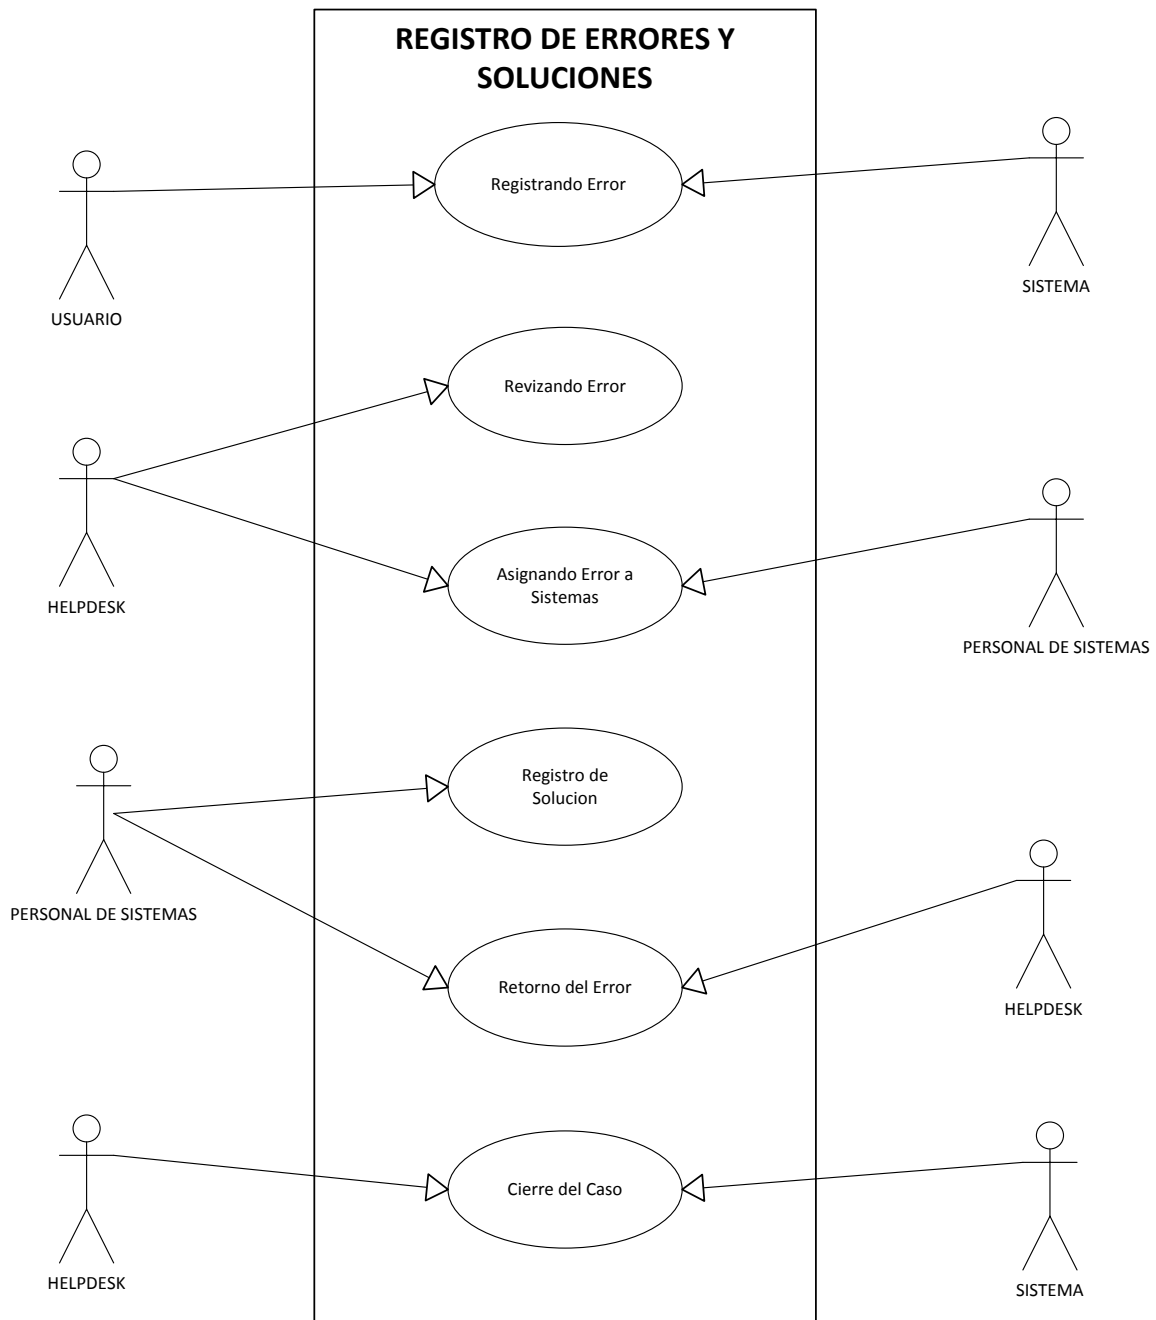 REGISTRO DE ERRORES Y
SOLUCIONES
Registrando Error
USUARIO
SISTEMA
Revizando Error
HELPDESK
Asignando Error a
Sistemas
PERSONAL DE SISTEMAS
Registro de
Solucion
PERSONAL DE SISTEMAS
Retorno del Error
HELPDESK
Cierre del Caso
HELPDESK
SISTEMA